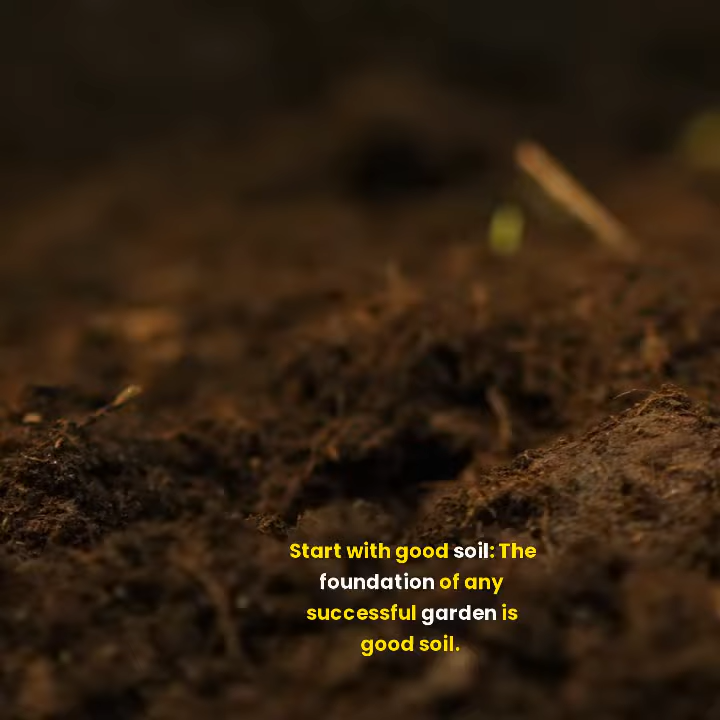 Start with good soil: The
foundation of any
successful garden is
good soil.